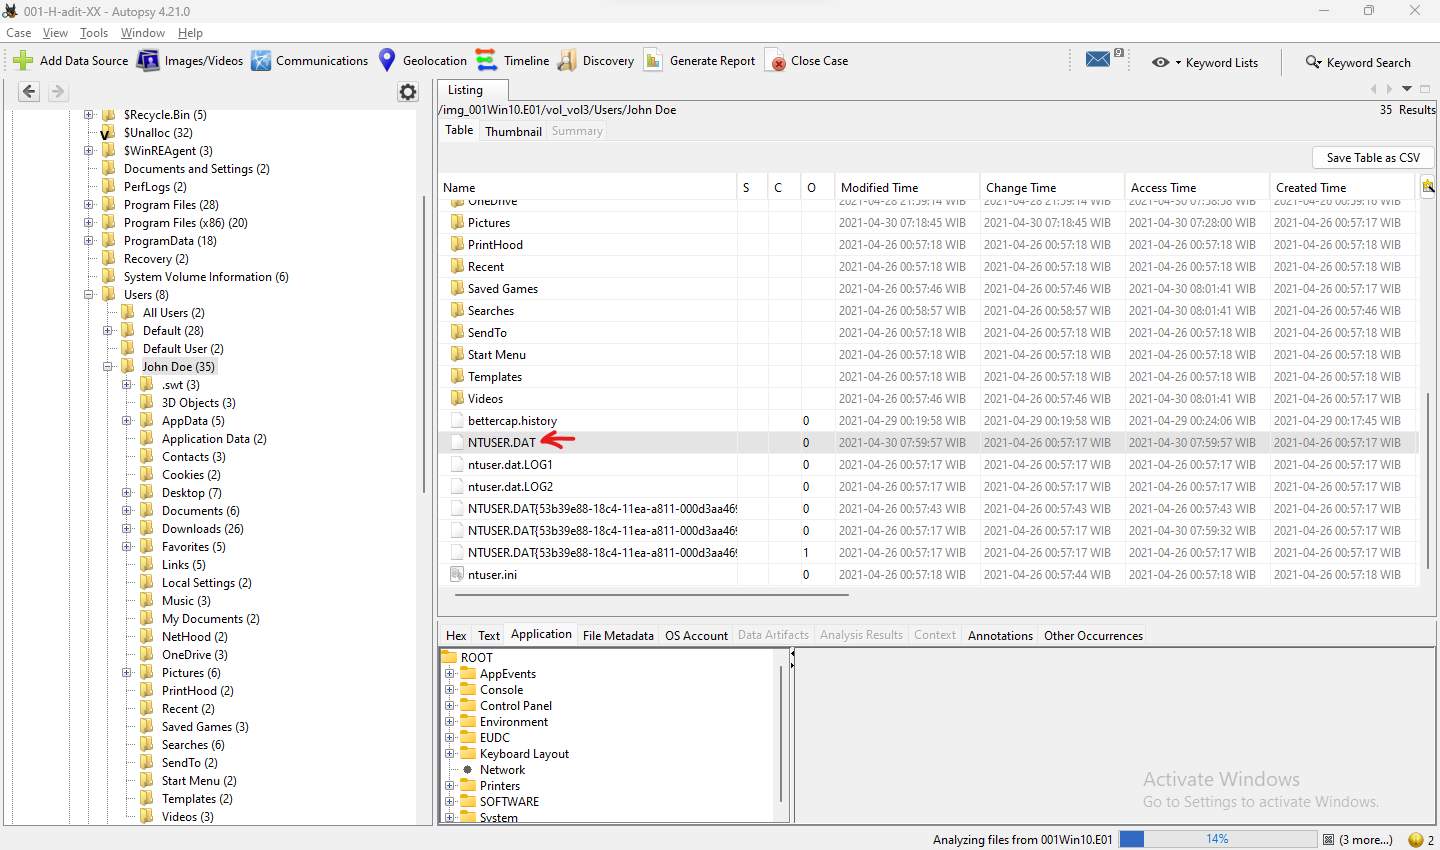 001-H-adit-XX - Autopsy 4.21.0
Case View Tools Window Help
Add Data Source Images/Videos Communications Geolocation Timeline Discovery Generate Report Close Case 9 Keyword Lists Keyword Search
Listing
/img_001Win10.E01/vol_vol3/Users/John Doe 35 Results
Table Thumbnail Summary
Save Table as CSV
Name S C O Modified Time Change Time Access Time Created Time
OneDrive 2021-04-28 21:59:14 WIB 2021-04-28 21:59:14 WIB 2021-04-30 07:58:58 WIB 2021-04-26 00:59:16 WIB
Pictures 2021-04-30 07:18:45 WIB 2021-04-30 07:18:45 WIB 2021-04-30 07:28:00 WIB 2021-04-26 00:57:17 WIB
PrintHood 2021-04-26 00:57:18 WIB 2021-04-26 00:57:18 WIB 2021-04-26 00:57:18 WIB 2021-04-26 00:57:18 WIB
Recent 2021-04-26 00:57:18 WIB 2021-04-26 00:57:18 WIB 2021-04-26 00:57:18 WIB 2021-04-26 00:57:18 WIB
Saved Games 2021-04-26 00:57:46 WIB 2021-04-26 00:57:46 WIB 2021-04-30 08:01:41 WIB 2021-04-26 00:57:17 WIB
Searches 2021-04-26 00:58:57 WIB 2021-04-26 00:58:57 WIB 2021-04-30 08:01:41 WIB 2021-04-26 00:57:46 WIB
SendTo 2021-04-26 00:57:18 WIB 2021-04-26 00:57:18 WIB 2021-04-26 00:57:18 WIB 2021-04-26 00:57:18 WIB
Start Menu 2021-04-26 00:57:18 WIB 2021-04-26 00:57:18 WIB 2021-04-26 00:57:18 WIB 2021-04-26 00:57:18 WIB
Templates 2021-04-26 00:57:18 WIB 2021-04-26 00:57:18 WIB 2021-04-26 00:57:18 WIB 2021-04-26 00:57:18 WIB
Videos 2021-04-26 00:57:46 WIB 2021-04-26 00:57:46 WIB 2021-04-30 08:01:41 WIB 2021-04-26 00:57:17 WIB
bettercap.history 0 2021-04-29 00:19:58 WIB 2021-04-29 00:19:58 WIB 2021-04-29 00:24:06 WIB 2021-04-29 00:17:45 WIB
NTUSER.DAT 0 2021-04-30 07:59:57 WIB 2021-04-26 00:57:17 WIB 2021-04-30 07:59:57 WIB 2021-04-26 00:57:17 WIB
ntuser.dat.LOG1 0 2021-04-26 00:57:17 WIB 2021-04-26 00:57:17 WIB 2021-04-26 00:57:17 WIB 2021-04-26 00:57:17 WIB
ntuser.dat.LOG2 0 2021-04-26 00:57:17 WIB 2021-04-26 00:57:17 WIB 2021-04-26 00:57:17 WIB 2021-04-26 00:57:17 WIB
NTUSER.DAT{53b39e88-18c4-11ea-a811-000d3aa469 0 2021-04-26 00:57:43 WIB 2021-04-26 00:57:43 WIB 2021-04-26 00:57:43 WIB 2021-04-26 00:57:17 WIB
NTUSER.DAT{53b39e88-18c4-11ea-a811-000d3aa469 0 2021-04-26 00:57:17 WIB 2021-04-26 00:57:17 WIB 2021-04-30 07:59:32 WIB 2021-04-26 00:57:17 WIB
NTUSER.DAT{53b39e88-18c4-11ea-a811-000d3aa469 1 2021-04-26 00:57:17 WIB 2021-04-26 00:57:17 WIB 2021-04-26 00:57:17 WIB 2021-04-26 00:57:17 WIB
ntuser.ini 0 2021-04-26 00:57:18 WIB 2021-04-26 00:57:44 WIB 2021-04-26 00:57:18 WIB 2021-04-26 00:57:18 WIB
$Recycle.Bin (5)
$Unalloc (32)
$WinREAgent (3)
Documents and Settings (2)
PerfLogs (2)
Program Files (28)
Program Files (x86) (20)
ProgramData (18)
Recovery (2)
System Volume Information (6)
Users (8)
All Users (2)
Default (28)
Default User (2)
John Doe (35)
.swt (3)
3D Objects (3)
AppData (5)
Application Data (2)
Contacts (3)
Cookies (2)
Desktop (7)
Documents (6)
Downloads (26)
Favorites (5)
Links (5)
Local Settings (2)
Music (3)
My Documents (2)
NetHood (2)
OneDrive (3)
Pictures (6)
PrintHood (2)
Recent (2)
Saved Games (3)
Searches (6)
SendTo (2)
Start Menu (2)
Templates (2)
Videos (3)
Hex Text Application File Metadata OS Account Data Artifacts Analysis Results Context Annotations Other Occurrences
ROOT
AppEvents
Console
Control Panel
Environment
EUDC
Keyboard Layout
Network
Printers
SOFTWARE
System
Activate Windows
Go to Settings to activate Windows.
Analyzing files from 001Win10.E01 14% (3 more...) 2